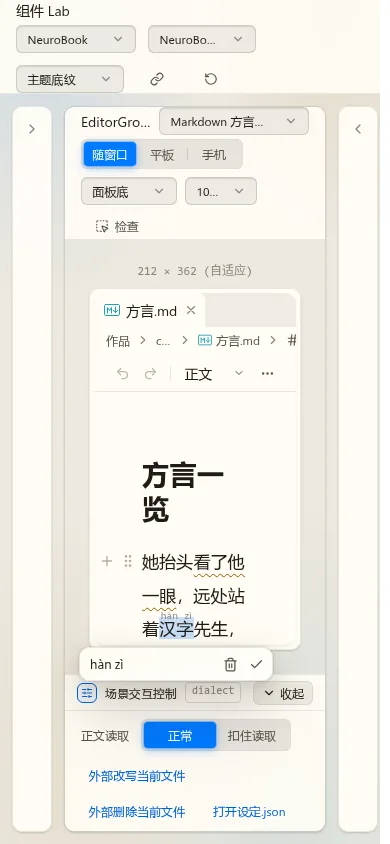 组件 Lab
NeuroBook NeuroBo...
主题底纹
EditorGro... Markdown 方言...
随窗口 平板 手机
面板底 10...
检查
212 × 362 (自适应)
方言.md
作品 c... 方言.md #
正文
方言一
览
她抬头看了他
一眼，远处站
hàn zì
着汉字先生，
hàn zì
场景交互控制 dialect 收起
正文读取 正常 扣住读取
外部改写当前文件
外部删除当前文件 打开设定.json